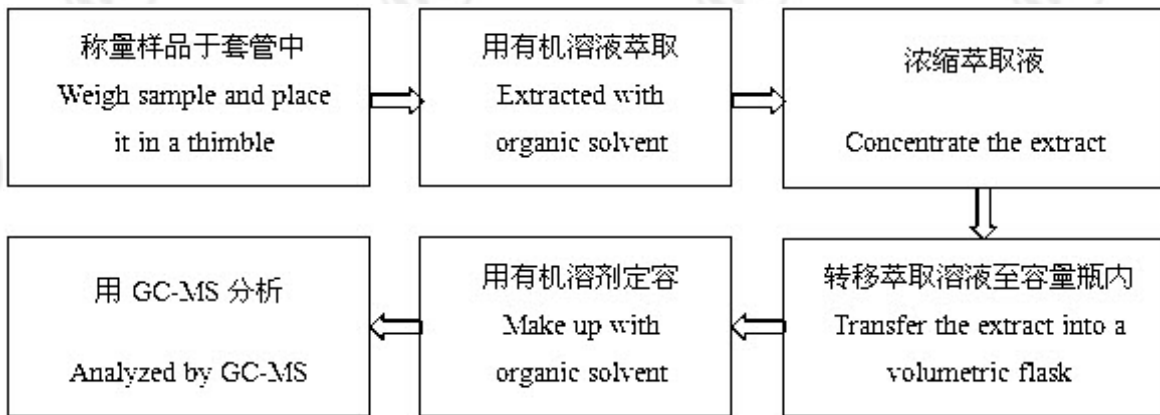 称量样品于套管中
Weigh sample and place
it in a thimble
用有机溶液萃取
Extracted with
organic solvent
浓缩萃取液
Concentrate the extract
转移萃取溶液至容量瓶内
Transfer the extract into a
volumetric flask
用有机溶剂定容
Make up with
organic solvent
用 GC-MS 分析
Analyzed by GC-MS